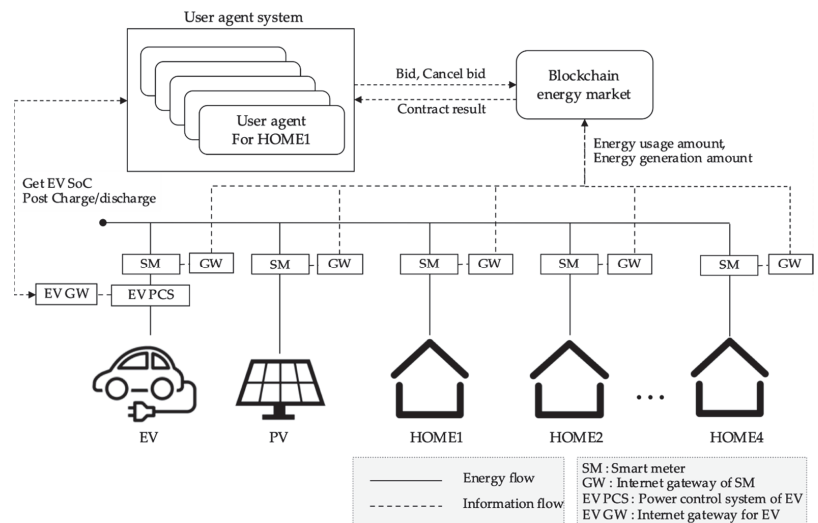 User agent system
User agent
For HOME1
Bid, Cancel bid
Contract result
Blockchain
energy market
Energy usage amount,
Energy generation amount
Get EV SoC
Post Charge/discharge
SM
GW
SM
GW
SM
GW
SM
GW
SM
GW
EV GW
EV PCS
EV
PV
HOME1
HOME2
...
HOME4
Energy flow
Information flow
SM : Smart meter
GW : Internet gateway of SM
EV PCS : Power control system of EV
EV GW : Internet gateway for EV